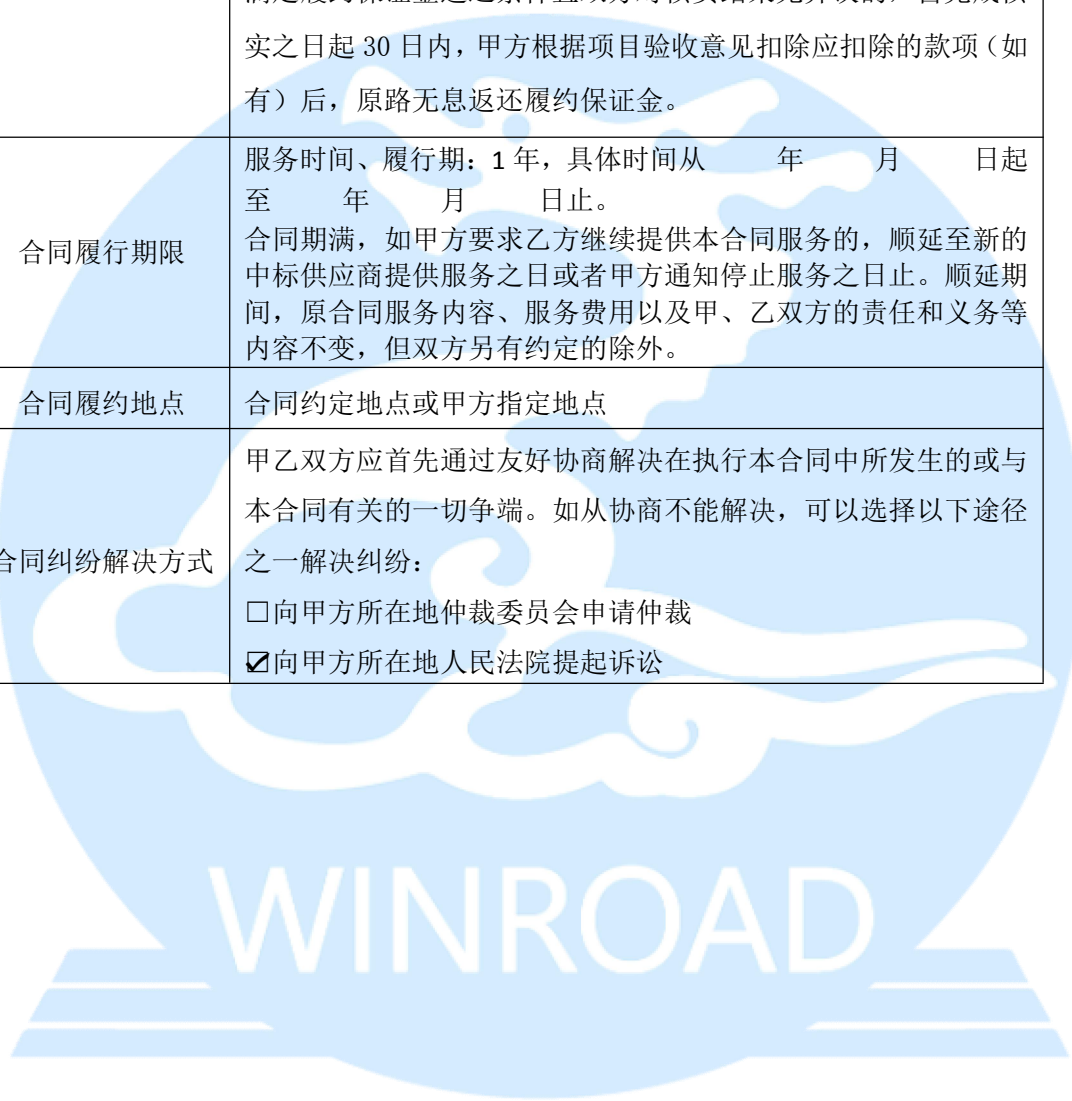 实之日起 30 日内，甲方根据项目验收意见扣除应扣除的款项（如
有）后，原路无息返还履约保证金。
合同履行期限
服务时间、履行期：1 年，具体时间从 年 月 日起
至 年 月 日止。
合同期满，如甲方要求乙方继续提供本合同服务的，顺延至新的
中标供应商提供服务之日或者甲方通知停止服务之日止。顺延期
间，原合同服务内容、服务费用以及甲、乙双方的责任和义务等
内容不变，但双方另有约定的除外。
合同履约地点
合同约定地点或甲方指定地点
合同纠纷解决方式
甲乙双方应首先通过友好协商解决在执行本合同中所发生的或与
本合同有关的一切争端。如从协商不能解决，可以选择以下途径
之一解决纠纷：
☐向甲方所在地仲裁委员会申请仲裁
☑向甲方所在地人民法院提起诉讼
WINROAD